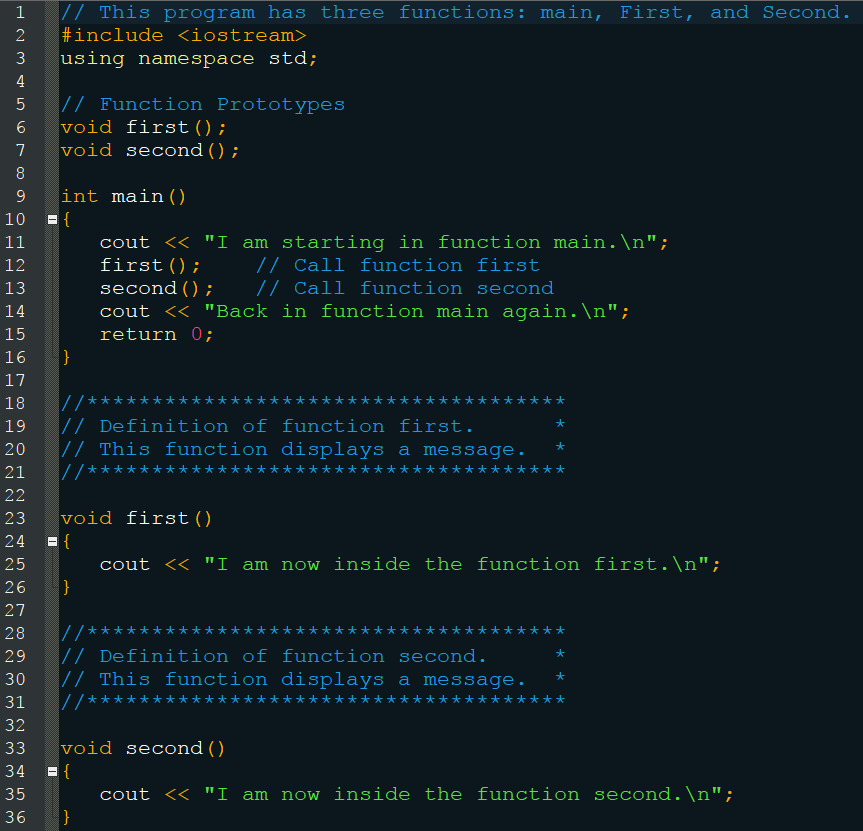 1 // This program has three functions: main, First, and Second.
2 #include <iostream>
3 using namespace std;
4
5 // Function Prototypes
6 void first();
7 void second();
8
9 int main()
10 {
11    cout << "I am starting in function main.\n";
12    first();    // Call function first
13    second();   // Call function second
14    cout << "Back in function main again.\n";
15    return 0;
16 }
17
18 //*************************************
19 // Definition of function first.      *
20 // This function displays a message.  *
21 //*************************************
22
23 void first()
24 {
25    cout << "I am now inside the function first.\n";
26 }
27
28 //*************************************
29 // Definition of function second.     *
30 // This function displays a message.  *
31 //*************************************
32
33 void second()
34 {
35    cout << "I am now inside the function second.\n";
36 }